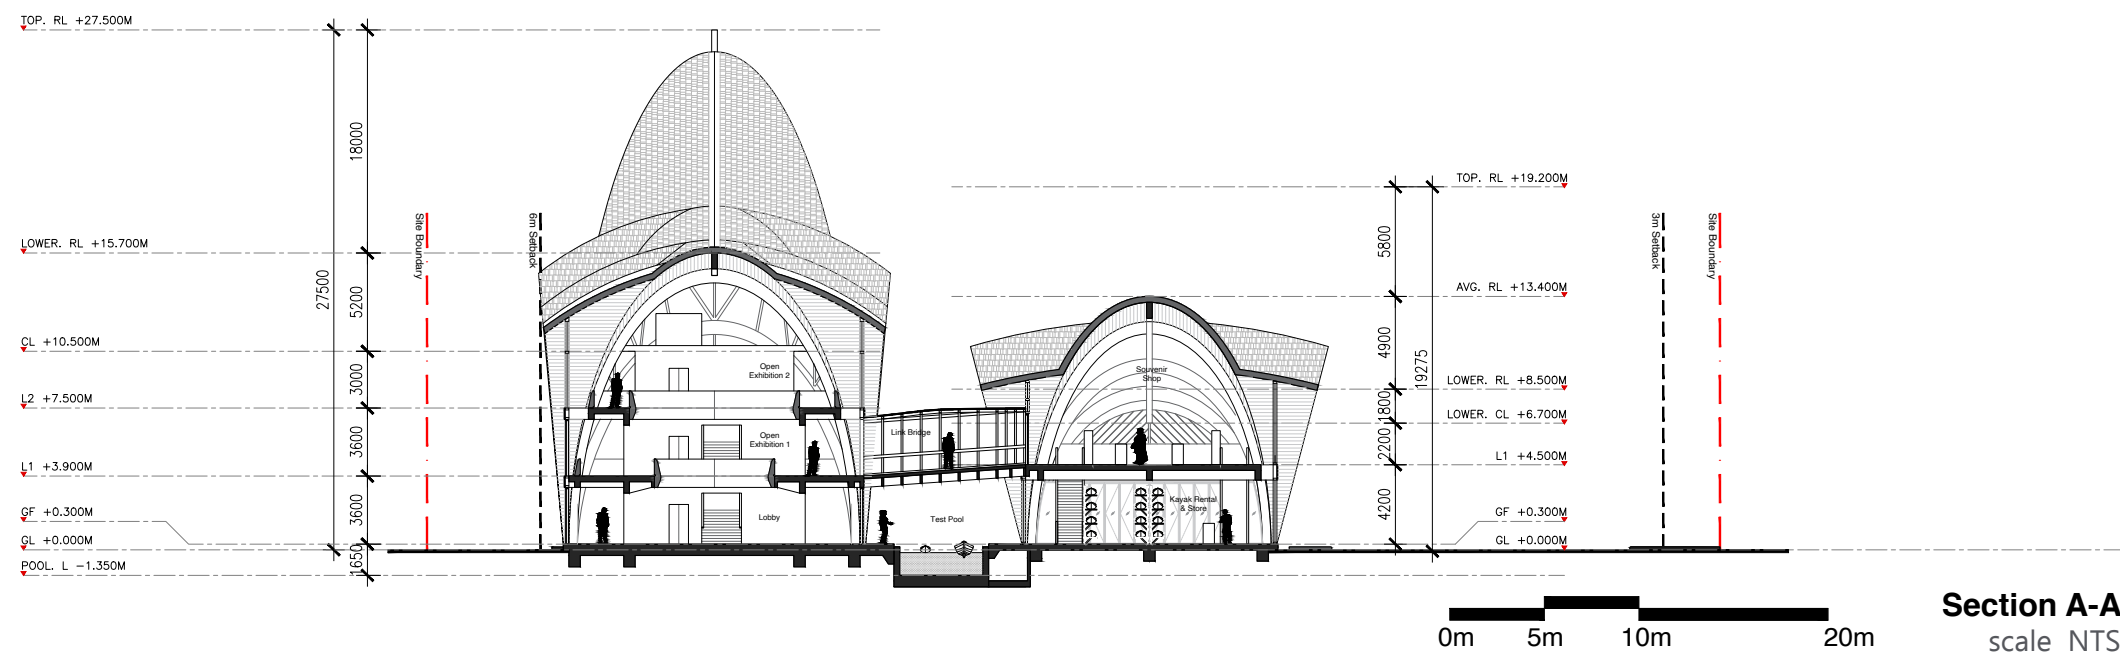 TOP. RL +27.500M
LOWER. RL +15.700M
CL +10.500M
L2 +7.500M
L1 +3.900M
GF +0.300M
GL +0.000M
POOL. L -1.350M
27500
18000
5200
3000
3600
3600
1650
Site Boundary
6m Setback
Open
Exhibition 2
Open
Exhibition 1
Lobby
Link Bridge
Test Pool
Souvenir
Shop
Kayak Rental
& Store
5800
4900
1800
2200
4200
19275
TOP. RL +19.200M
AVG. RL +13.400M
LOWER. RL +8.500M
LOWER. CL +6.700M
L1 +4.500M
GF +0.300M
GL +0.000M
3m Setback
Site Boundary
0m 5m 10m 20m
Section A-A
scale NTS